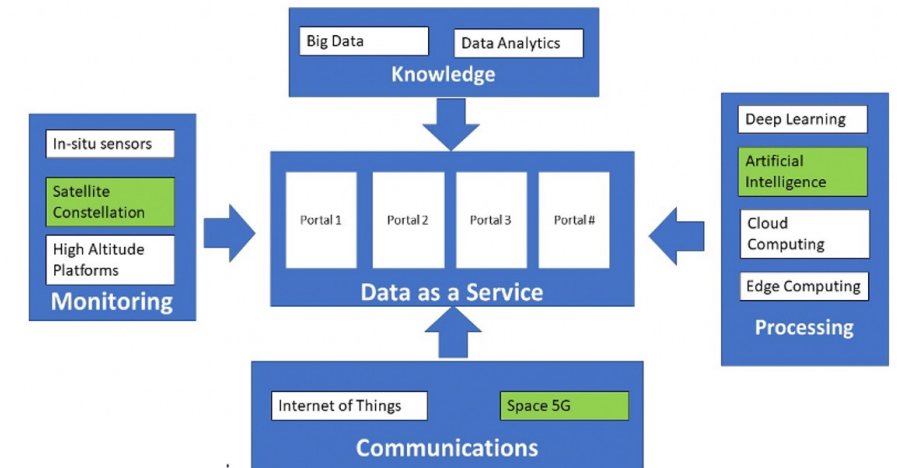 Big Data
Data Analytics
Knowledge
In-situ sensors
Satellite
Constellation
High Altitude
Platforms
Monitoring
Portal 1
Portal 2
Portal 3
Portal #
Data as a Service
Deep Learning
Artificial
Intelligence
Cloud
Computing
Edge Computing
Processing
Internet of Things
Space 5G
Communications